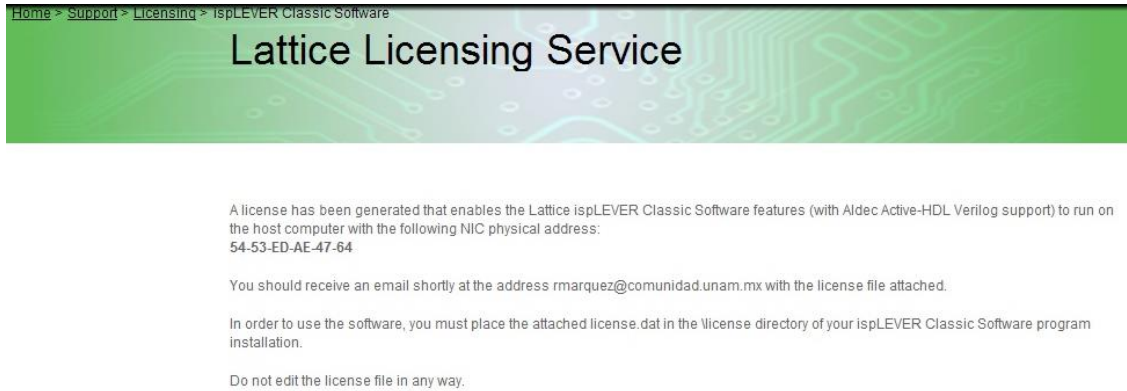 Home > Support > Licensing > ispLEVER Classic Software
Lattice Licensing Service
A license has been generated that enables the Lattice ispLEVER Classic Software features (with Aldec Active-HDL Verilog support) to run on
the host computer with the following NIC physical address:
54-53-ED-AE-47-64
You should receive an email shortly at the address rmarquez@comunidad.unam.mx with the license file attached.
In order to use the software, you must place the attached license.dat in the \license directory of your ispLEVER Classic Software program
installation.
Do not edit the license file in any way.